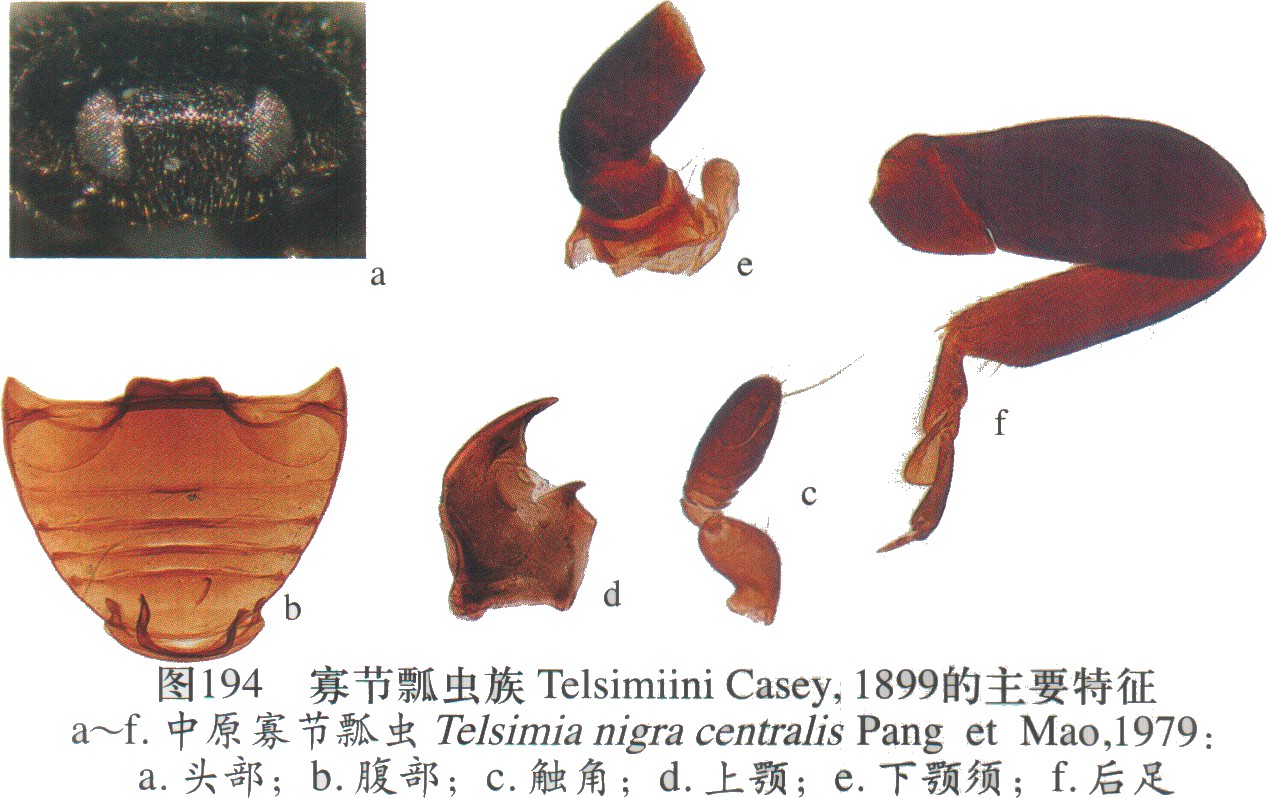 a
e
f
b
d
c
图194 寡节瓢虫族 Telsimiini Casey, 1899的主要特征
a~f. 中原寡节瓢虫 Telsimia nigra centralis Pang et Mao,1979:
a. 头部; b. 腹部; c. 触角; d. 上颚; e. 下颚须; f. 后足